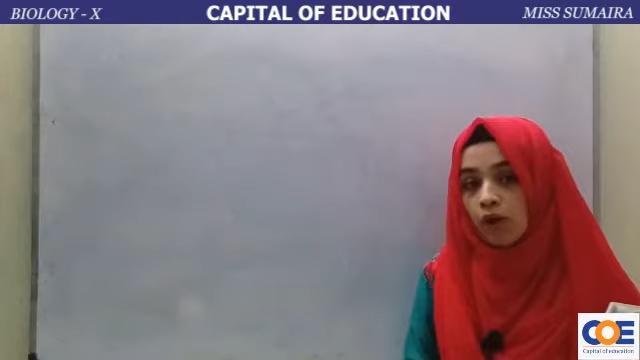 BIOLOGY - X
CAPITAL OF EDUCATION
MISS SUMAIRA
COE
Capital of education